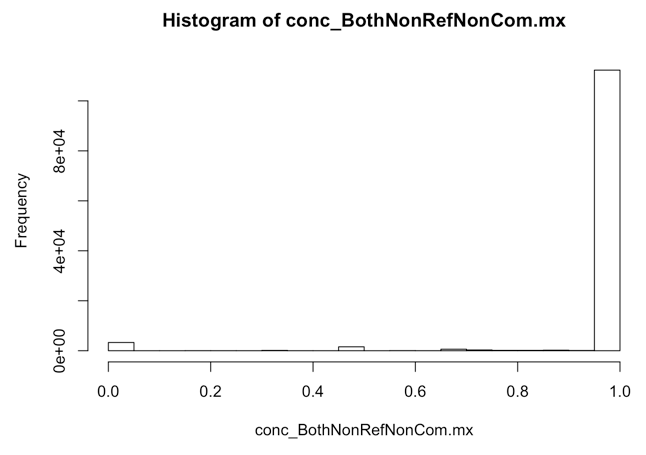 Histogram of conc_BothNonRefNonCom.mx
Frequency
8e+04
4e+04
0e+00
0.0 0.2 0.4 0.6 0.8 1.0
conc_BothNonRefNonCom.mx